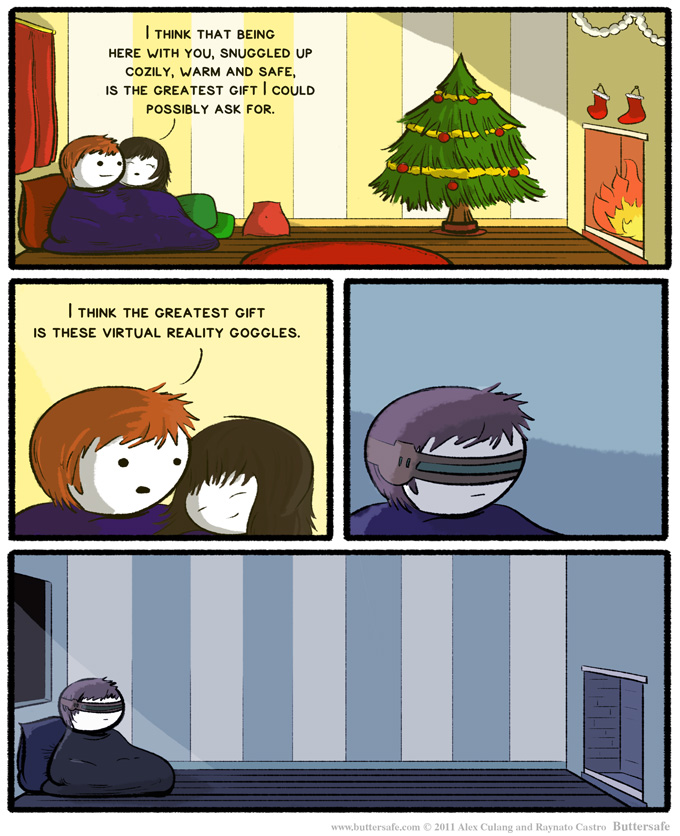 I THINK THAT BEING
HERE WITH YOU, SNUGGLED UP
COZILY, WARM AND SAFE,
IS THE GREATEST GIFT I COULD
POSSIBLY ASK FOR.
I THINK THE GREATEST GIFT
IS THESE VIRTUAL REALITY GOGGLES.
www.buttersafe.com © 2011 Alex Culang and Raynato Castro Buttersafe